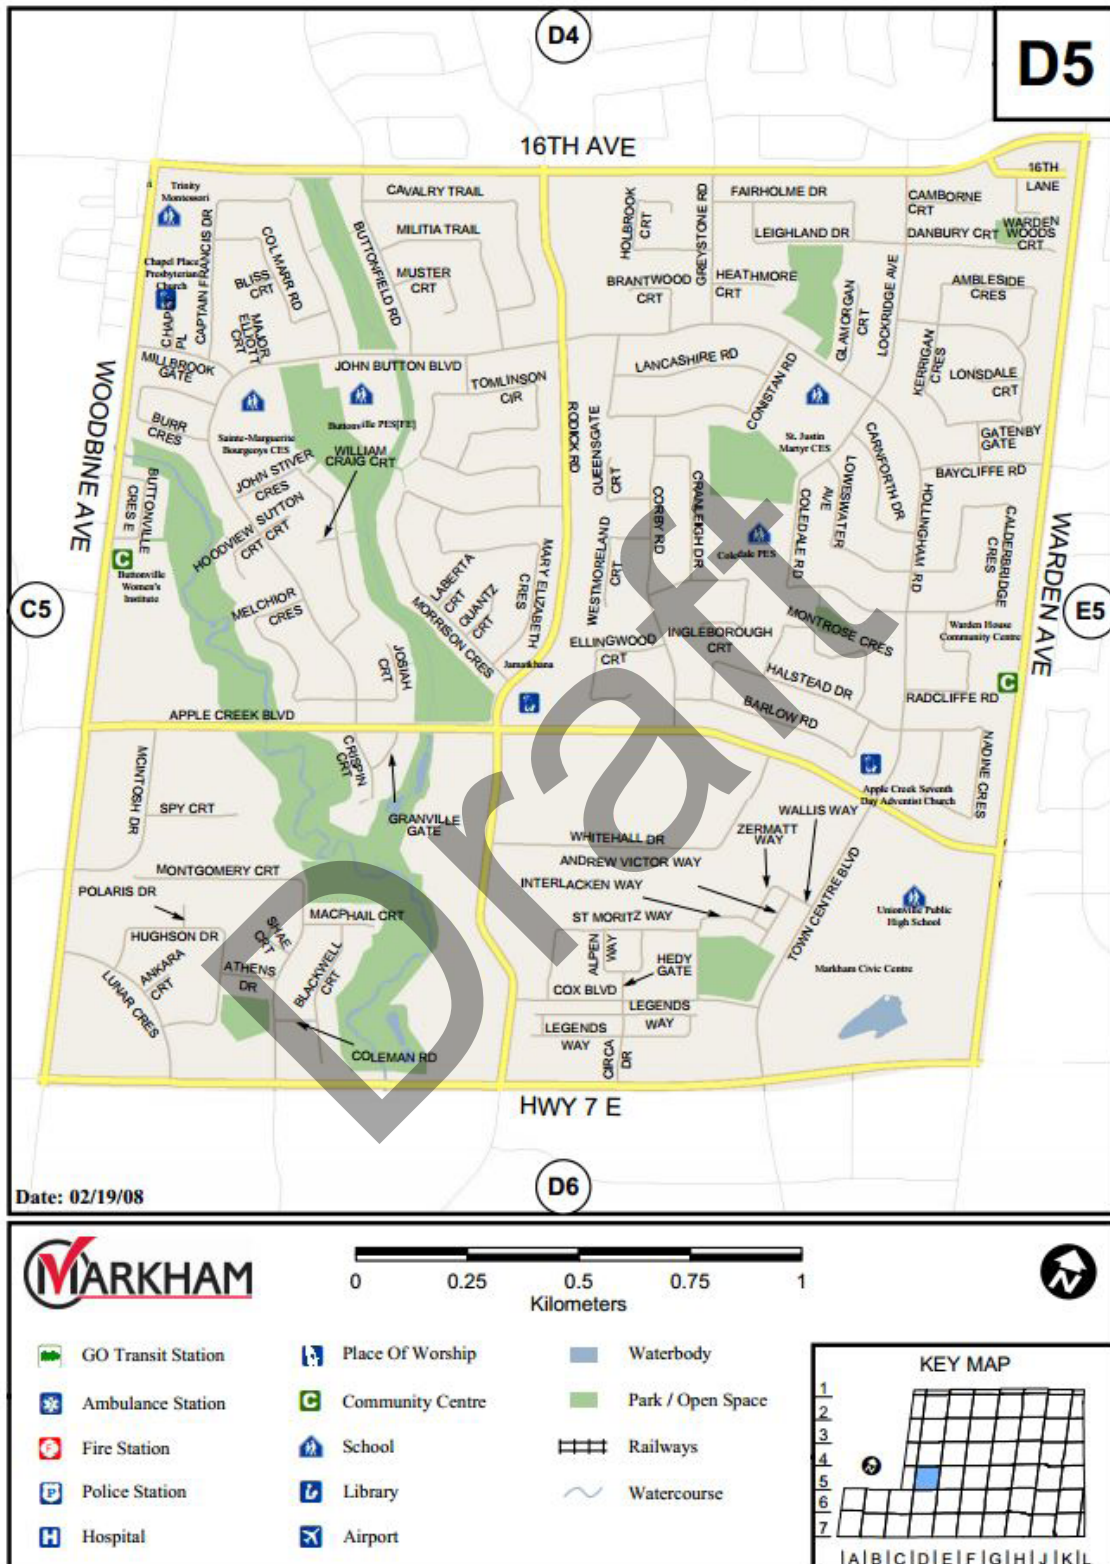 D4
D5
16TH AVE
16TH
LANE
Trinity
Montessori
CAVALRY TRAIL
MILITIA TRAIL
MUSTER
CRT
BUTTONFIELD RD
COLMARR RD
BLISS
CRT
MAJOR
ELLIOTT
CRT
CAPTAIN FRANCIS DR
Chapel Place
Presbyterian
Church
CHAPEL
PL
HOLBROOK
CRT
GREYSTONE RD
FAIRHOLME DR
LEIGHLAND DR
CAMBORNE
CRT
DANBURY CRT
WARDEN
WOODS
CRT
BRANTWOOD
CRT
HEATHMORE
CRT
GLAMORGAN
CRT
LOCKRIDGE AVE
AMBLESIDE
CRES
MILLBROOK
GATE
JOHN BUTTON BLVD
TOMLINSON
CIR
LANCASHIRE RD
CONISTAN RD
KERRIGAN
CRES
LONSDALE
CRT
WOODBINE AVE
BURR
CRES
Sainte-Marguerite
Bourgeoys CES
Buttonville PES[FE]
WILLIAM
CRAIG CRT
RODICK RD
QUEENSGATE
CRT
St. Justin
Martyr CES
CARNFORTH DR
GATENBY
GATE
BAYCLIFFE RD
BUTTONVILLE
CRES E
JOHN STIVER
CRES
HOODVIEW
CRT
SUTTON
CRT
CORBY RD
CRANLEIGH DR
COLEDALE RD
LOWESWATER
AVE
HOLLINGHAM RD
CALDERBRIDGE
CRES
WARDEN AVE
Coledale PES
Buttonville
Women's
Institute
C5
E5
MELCHIOR
CRES
LABERTA
CRT
QUANTZ
CRT
MORRISON CRES
MARY ELIZABETH
CRES
WESTMORELAND
CRT
ELLINGWOOD
CRT
INGLEBOROUGH
CRT
MONTROSE CRES
Warden House
Community Centre
JOSIAH
CRT
Jamatkhana
HALSTEAD DR
BARLOW RD
RADCLIFFE RD
APPLE CREEK BLVD
MCINTOSH DR
CRISPIN
CRT
NADINE CRES
Apple Creek Seventh
Day Adventist Church
SPY CRT
GRANVILLE
GATE
WALLIS WAY
ZERMATT
WAY
WHITEHALL DR
ANDREW VICTOR WAY
INTERLACKEN WAY
ST MORITZ WAY
TOWN CENTRE BLVD
Unionville Public
High School
MONTGOMERY CRT
POLARIS DR
MACPHAIL CRT
HUGHSON DR
SHAE
CRT
ANKARA
CRT
ATHENS
DR
BLACKWELL
CRT
LUNAR CRES
COLEMAN RD
ALPEN
WAY
HEDY
GATE
COX BLVD
LEGENDS
WAY
LEGENDS
WAY
CIRCA
DR
Markham Civic Centre
HWY 7 E
Draft
D6
Date: 02/19/08
MARKHAM
0 0.25 0.5 0.75 1
Kilometers
N
GO Transit Station
Ambulance Station
Fire Station
Police Station
Hospital
Place Of Worship
Community Centre
School
Library
Airport
Waterbody
Park / Open Space
Railways
Watercourse
KEY MAP
1
2
3
4
5
6
7
A B C D E F G H J K L